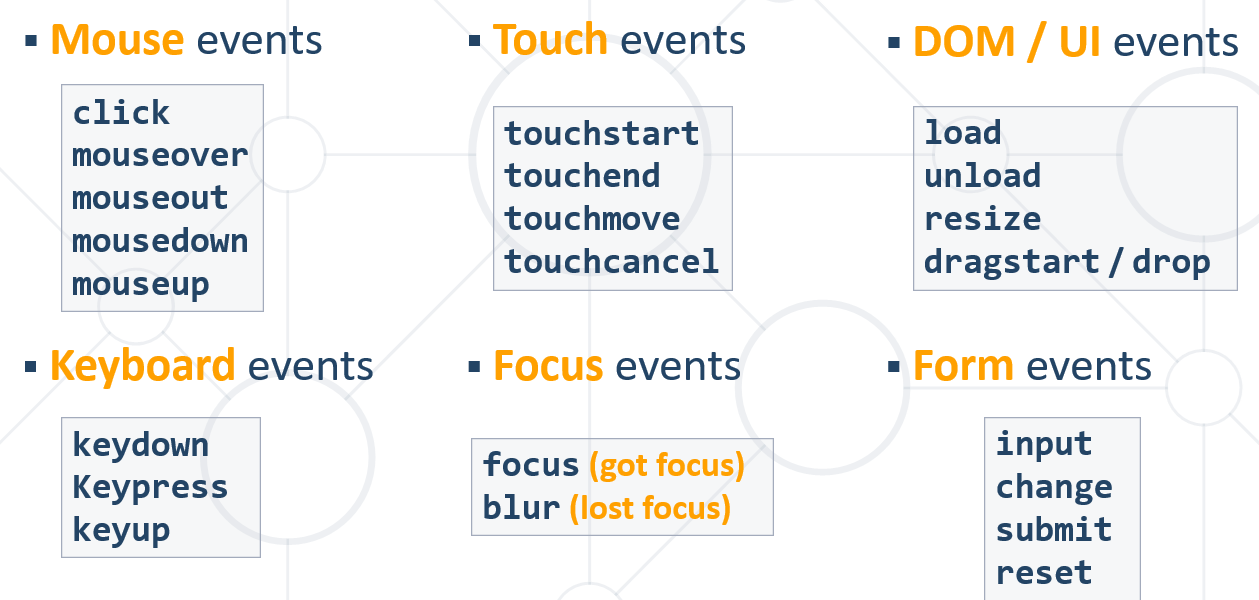 ▪ Mouse events
click
mouseover
mouseout
mousedown
mouseup
▪ Touch events
touchstart
touchend
touchmove
touchcancel
▪ DOM / UI events
load
unload
resize
dragstart / drop
▪ Keyboard events
keydown
Keypress
keyup
▪ Focus events
focus (got focus)
blur (lost focus)
▪ Form events
input
change
submit
reset